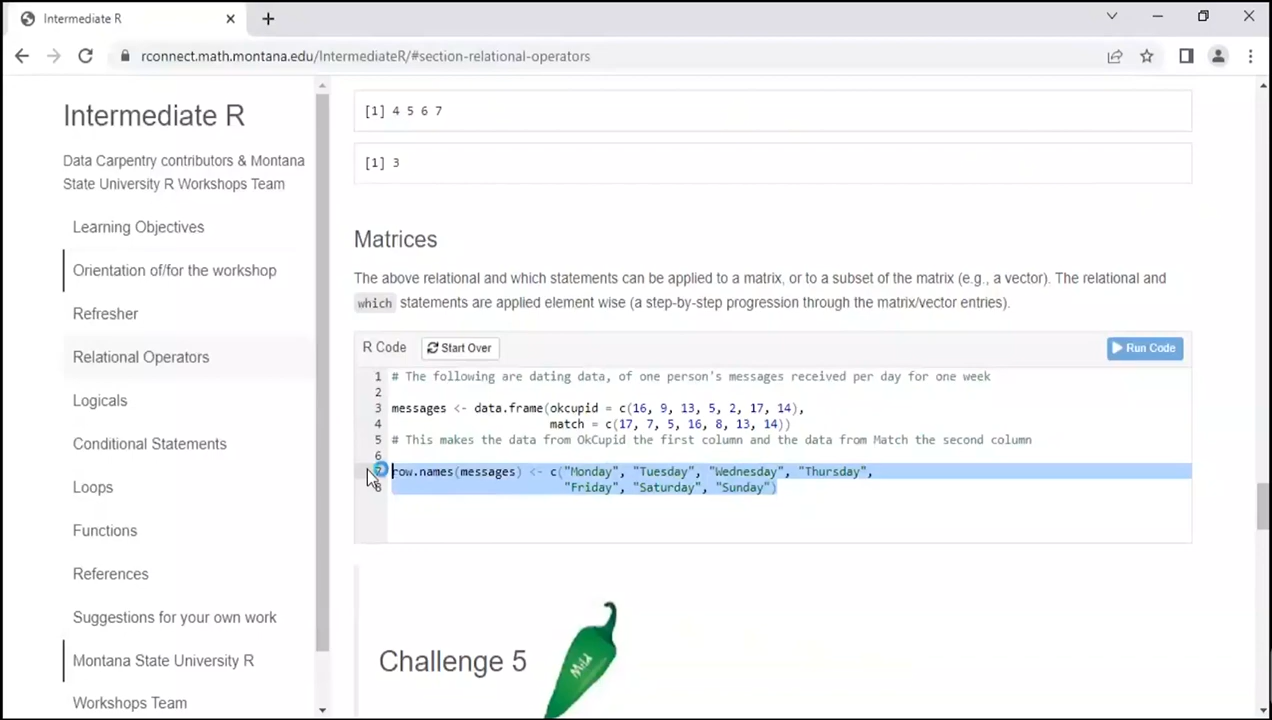 Intermediate R
rconnect.math.montana.edu/IntermediateR/#section-relational-operators
Intermediate R
Data Carpentry contributors & Montana
State University R Workshops Team
Learning Objectives
Orientation of/for the workshop
Refresher
Relational Operators
Logicals
Conditional Statements
Loops
Functions
References
Suggestions for your own work
Montana State University R
Workshops Team
[1] 4 5 6 7
[1] 3
Matrices
The above relational and which statements can be applied to a matrix, or to a subset of the matrix (e.g., a vector). The relational and
which statements are applied element wise (a step-by-step progression through the matrix/vector entries).
R Code Start Over Run Code
1 # The following are dating data, of one person's messages received per day for one week
2
3 messages <- data.frame(okcupid = c(16, 9, 13, 5, 2, 17, 14),
4 match = c(17, 7, 5, 16, 8, 13, 14))
5 # This makes the data from OkCupid the first column and the data from Match the second column
6
7 row.names(messages) <- c("Monday", "Tuesday", "Wednesday", "Thursday",
8 "Friday", "Saturday", "Sunday")
Challenge 5
Mild